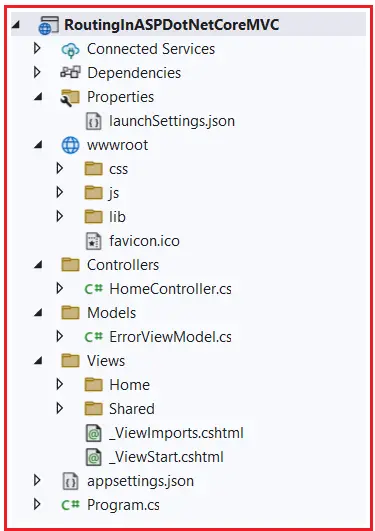 RoutingInASPDotNetCoreMVC
Connected Services
Dependencies
Properties
launchSettings.json
wwwroot
css
js
lib
favicon.ico
Controllers
C# HomeController.cs
Models
C# ErrorViewModel.cs
Views
Home
Shared
_ViewImports.cshtml
_ViewStart.cshtml
appsettings.json
C# Program.cs